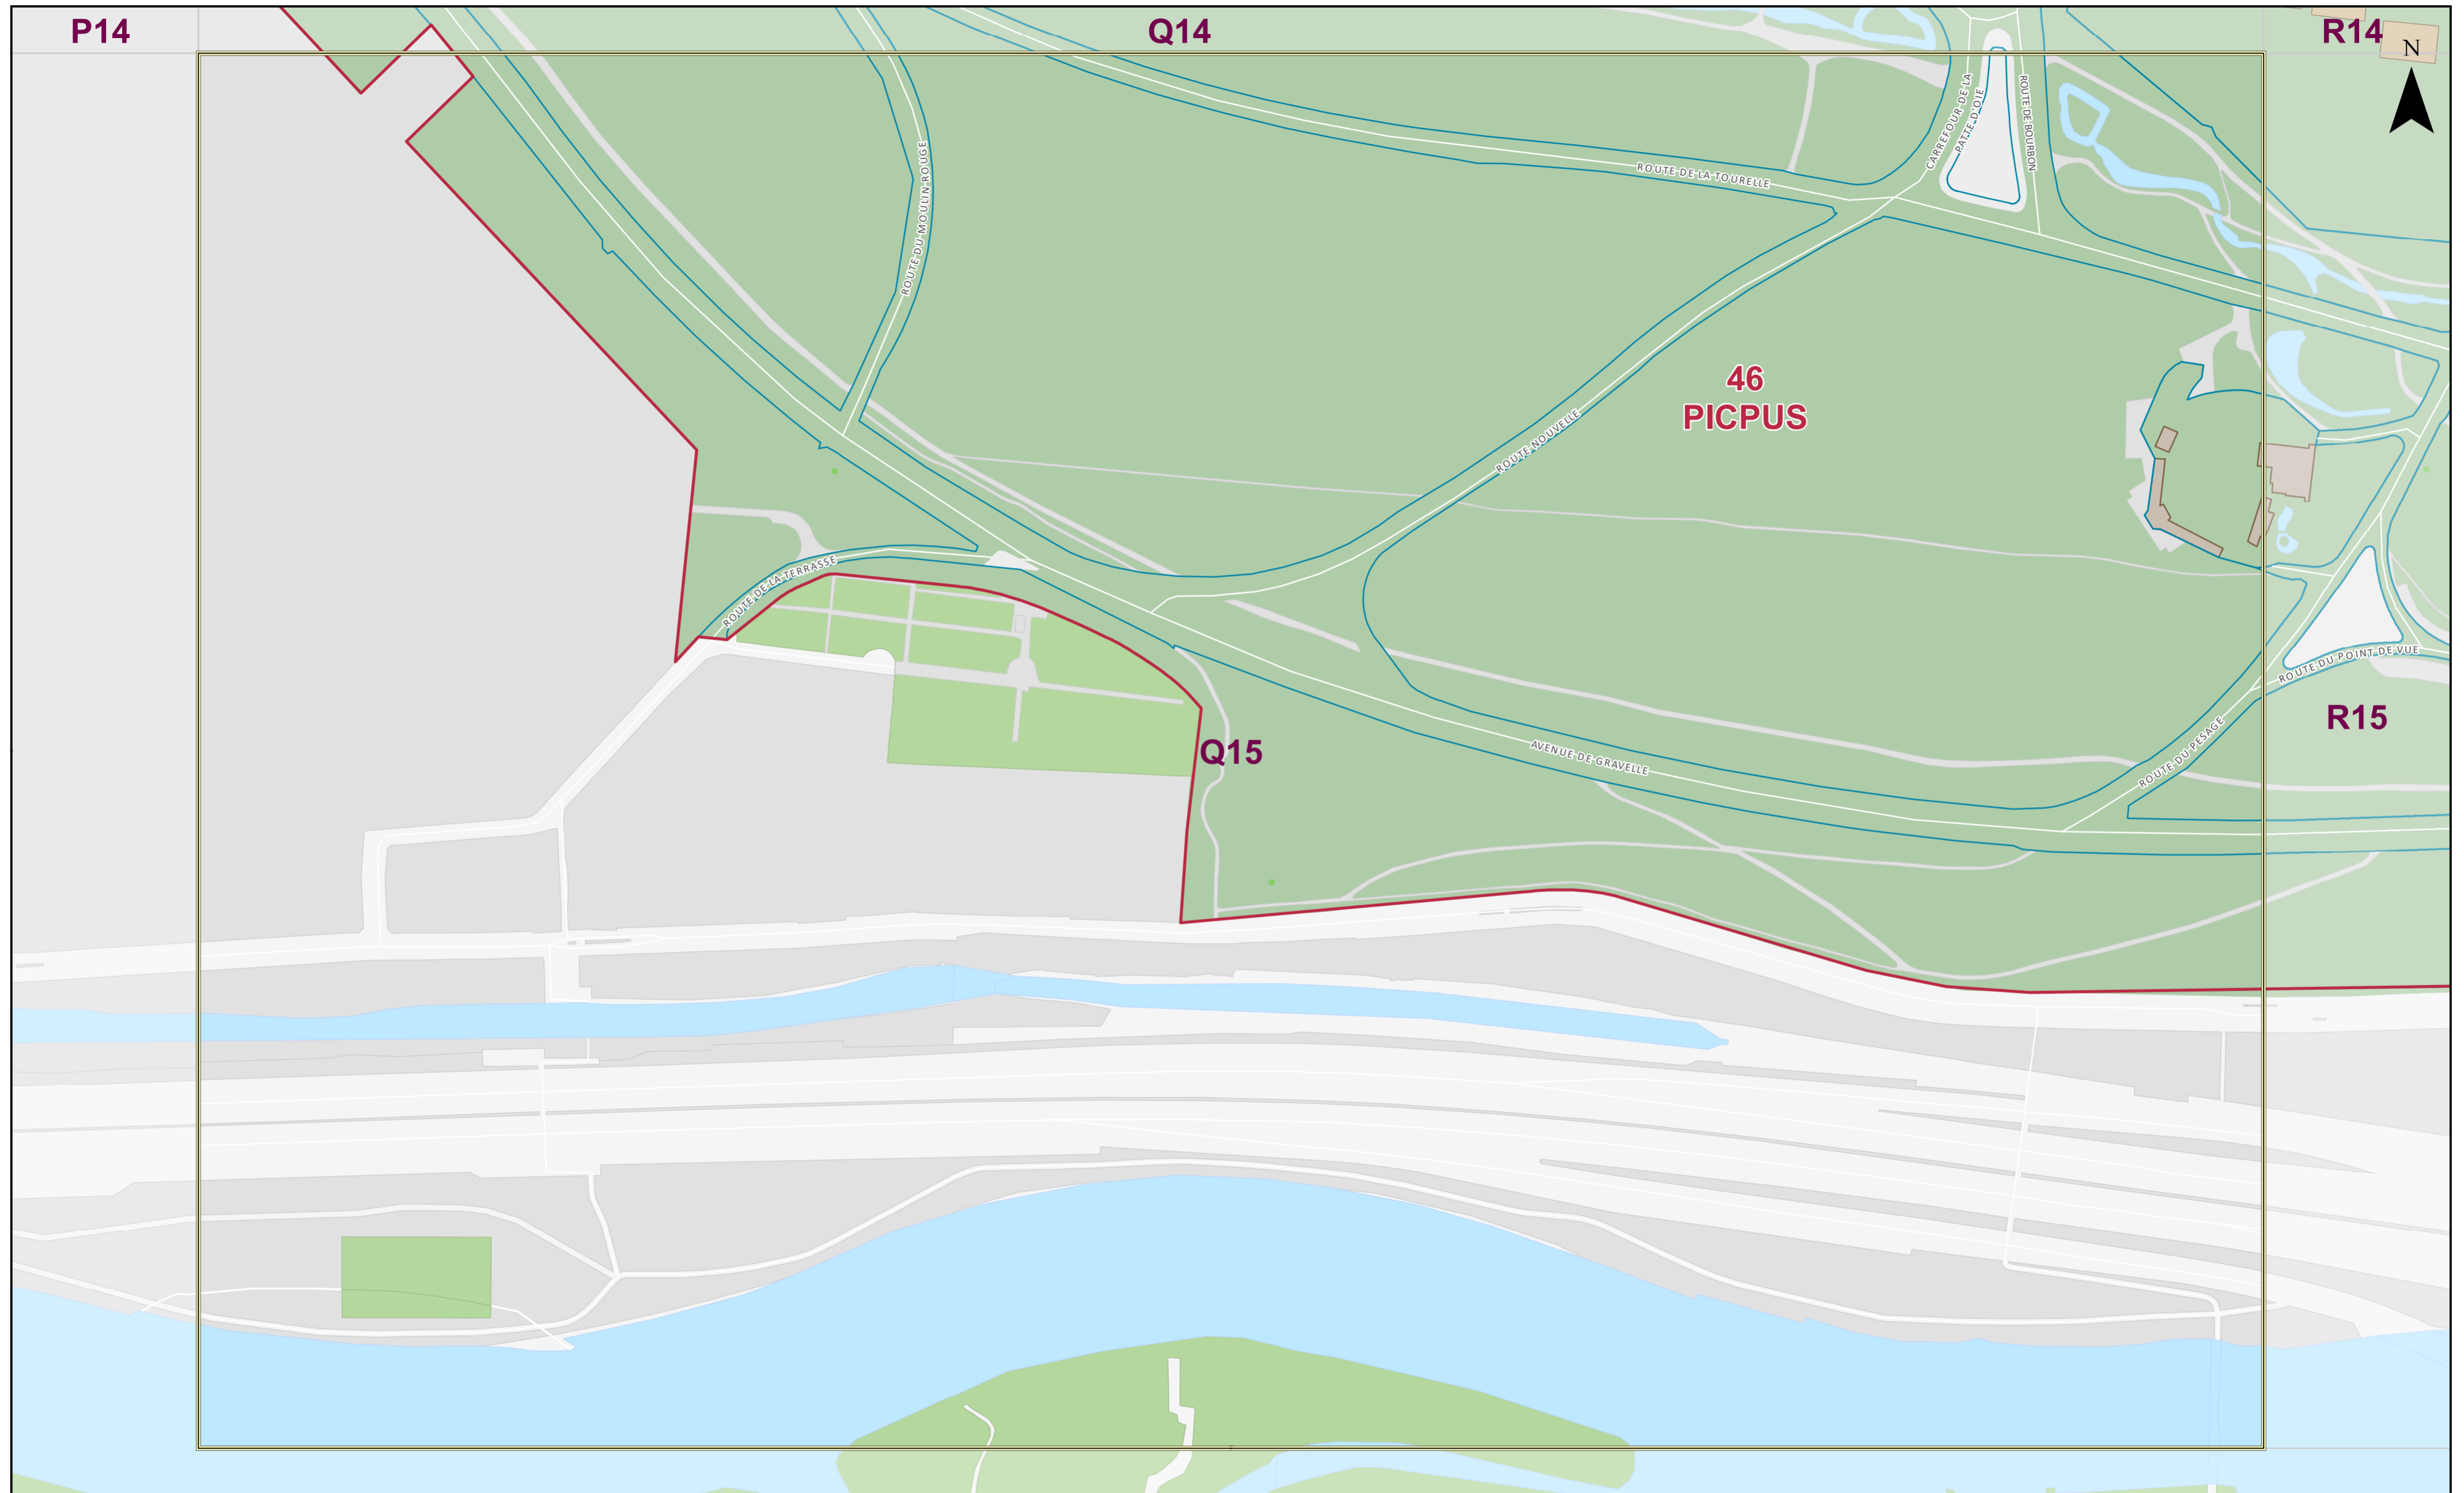 P14
Q14
R14
N
CARREFOUR DE LA
PATTE D'OIE
ROUTE DE BOURBON
ROUTE DU MOULIN ROUGE
ROUTE DE LA TOURELLE
46
PICPUS
ROUTE NOUVELLE
ROUTE DE LA TERRASSE
ROUTE DU POINT DE VUE
R15
Q15
AVENUE DE GRAVELLE
ROUTE DU PESAGE